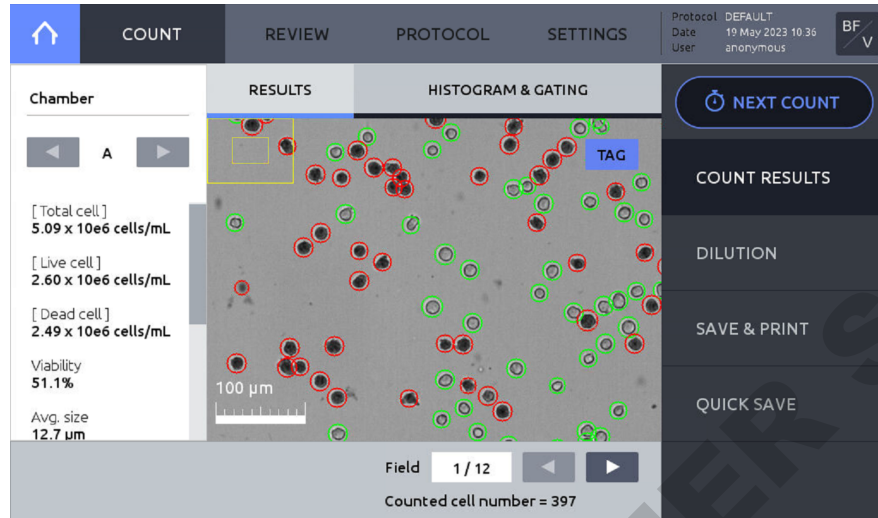 COUNT
REVIEW
PROTOCOL
SETTINGS
Protocol DEFAULT
Date 19 May 2023 10:36
User anonymous
BF/V
Chamber
A
[ Total cell ]
5.09 x 10e6 cells/mL
[ Live cell ]
2.60 x 10e6 cells/mL
[ Dead cell ]
2.49 x 10e6 cells/mL
Viability
51.1%
Avg. size
12.7 µm
RESULTS
HISTOGRAM & GATING
TAG
100 µm
Field 1 / 12
Counted cell number = 397
NEXT COUNT
COUNT RESULTS
DILUTION
SAVE & PRINT
QUICK SAVE